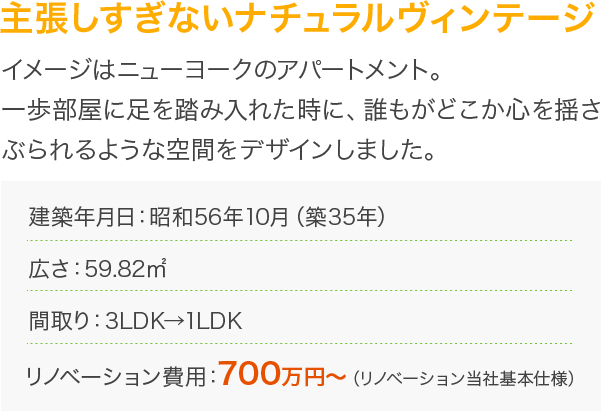 主張しすぎないナチュラルヴィンテージ
イメージはニューヨークのアパートメント。
一歩部屋に足を踏み入れた時に、誰もがどこか心を揺さ
ぶられるような空間をデザインしました。
建築年月日：昭和56年10月（築35年）
広さ：59.82㎡
間取り：3LDK→1LDK
リノベーション費用：700万円〜（リノベーション当社基本仕様）